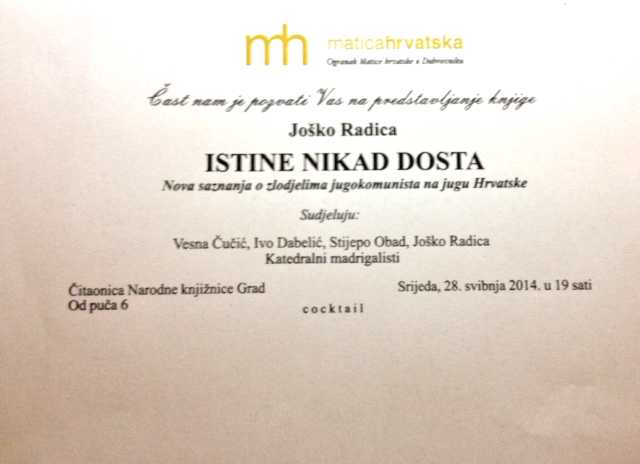 mh maticahrvatska
Ogranak Matice hrvatske u Dubrovniku
Čast nam je pozvati Vas na predstavljanje knjige
Joško Radica
ISTINE NIKAD DOSTA
Nova saznanja o zlodjelima jugokomunista na jugu Hrvatske
Sudjeluju:
Vesna Čučić, Ivo Dabelić, Stijepo Obad, Joško Radica
Katedralni madrigalisti
Čitaonica Narodne knjižnice Grad
Od puča 6
Srijeda, 28. svibnja 2014. u 19 sati
cocktail